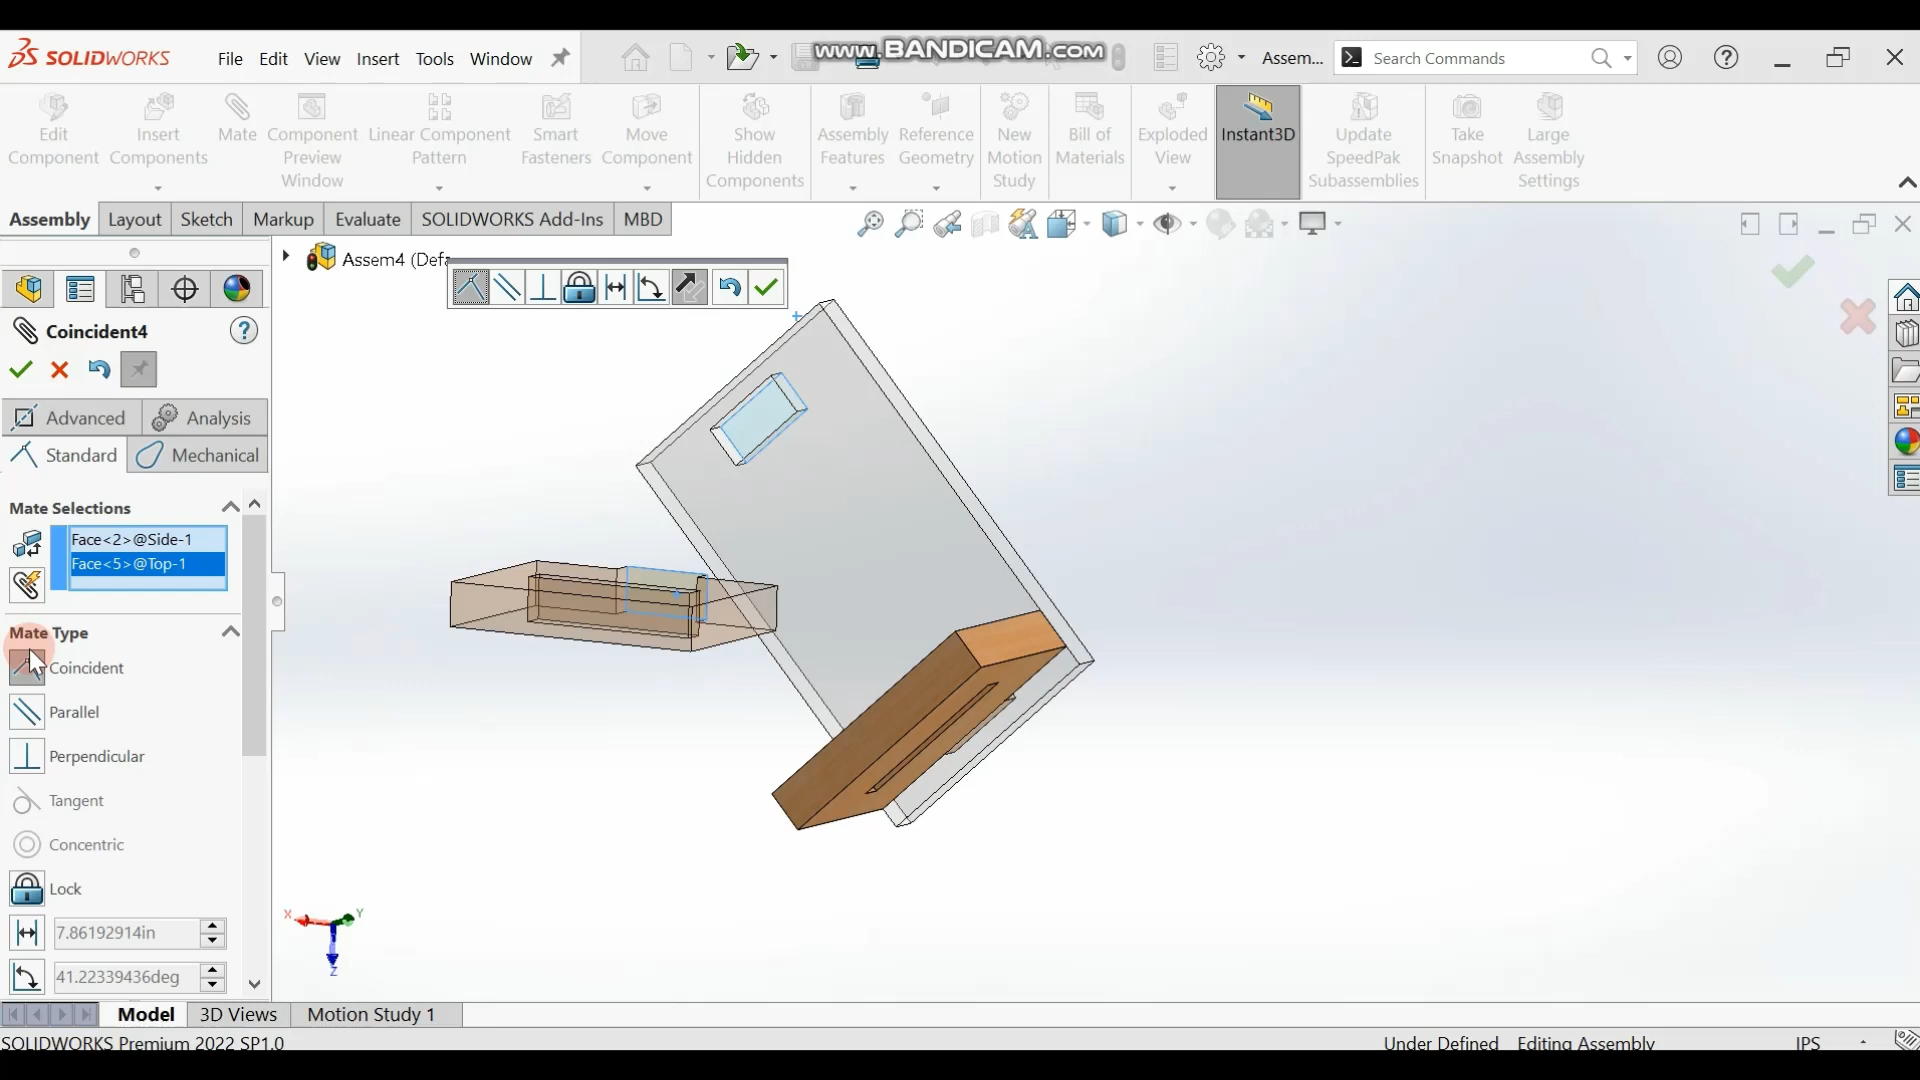 SOLIDWORKS File Edit View Insert Tools Window www.BANDICAM.com Assem... Search Commands
Edit Component
Insert Components
Mate
Component Preview Window
Linear Component Pattern
Smart Fasteners
Move Component
Show Hidden Components
Assembly Features
Reference Geometry
New Motion Study
Bill of Materials
Exploded View
Instant3D
Update SpeedPak Subassemblies
Take Snapshot
Large Assembly Settings
Assembly Layout Sketch Markup Evaluate SOLIDWORKS Add-Ins MBD
Assem4 (Defa
Coincident4
Advanced Analysis
Standard Mechanical
Mate Selections
Face<2>@Side-1
Face<5>@Top-1
Mate Type
Coincident
Parallel
Perpendicular
Tangent
Concentric
Lock
7.86192914in
41.22339436deg
X Y
Z
Model 3D Views Motion Study 1
SOLIDWORKS Premium 2022 SP1.0 Under Defined Editing Assembly IPS